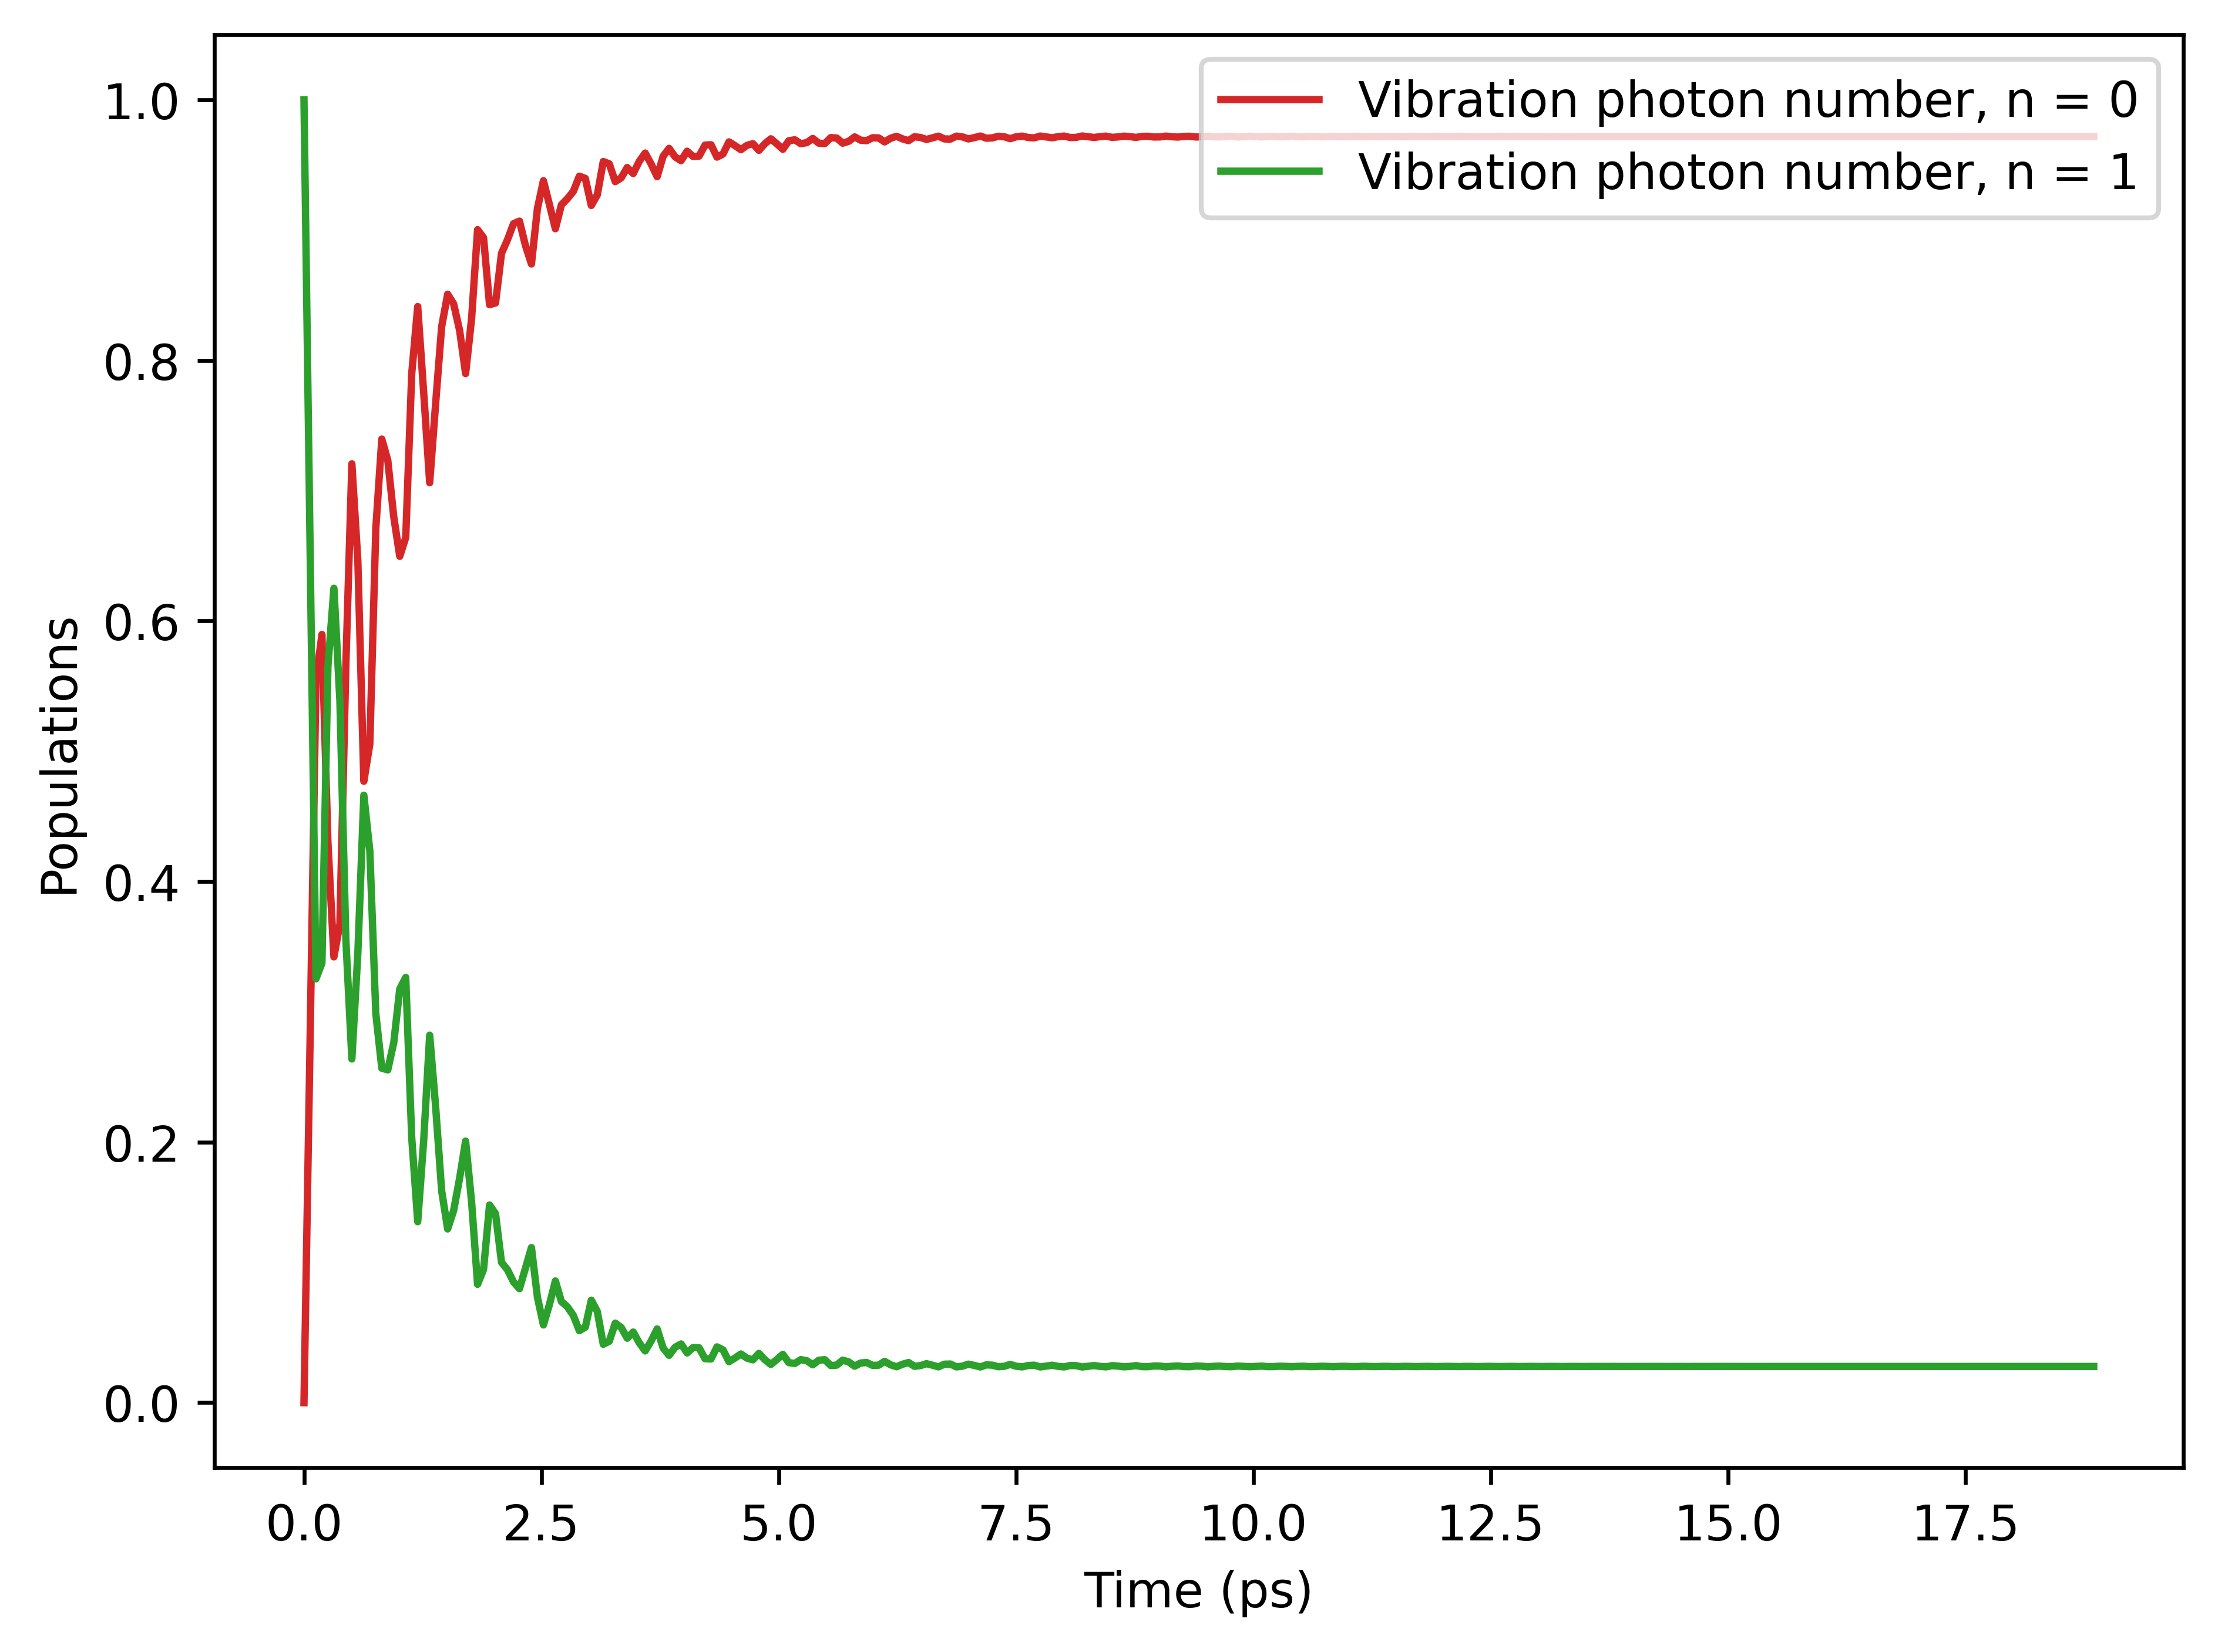 Vibration photon number, n = 0
Vibration photon number, n = 1
Populations
1.0
0.8
0.6
0.4
0.2
0.0
0.0 2.5 5.0 7.5 10.0 12.5 15.0 17.5
Time (ps)